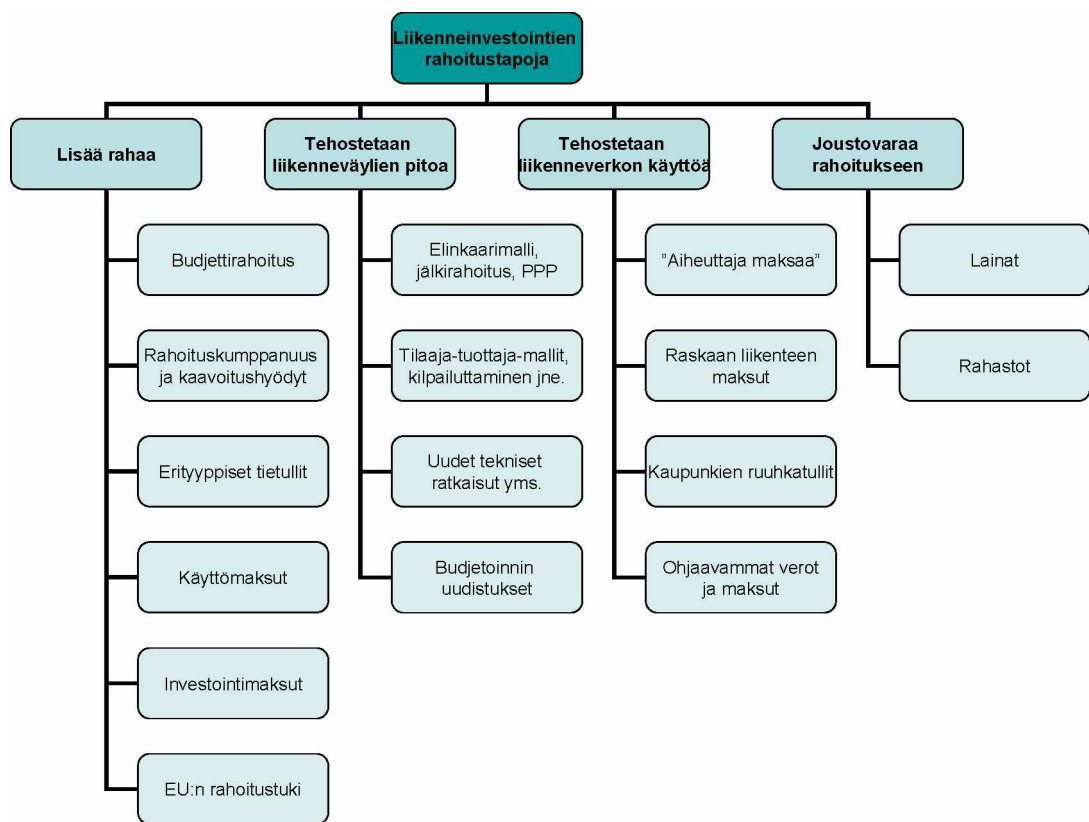 Liikenneinvestointien
rahoitustapoja
Lisää rahaa
Tehostetaan
liikenneväylien pitoa
Tehostetaan
liikenneverkon käyttöä
Joustovaraa
rahoitukseen
Budjettirahoitus
Rahoituskumppanuus
ja kaavoitushyödyt
Erityyppiset tietullit
Käyttömaksut
Investointimaksut
EU:n rahoitustuki
Elinkaarimalli,
jälkirahoitus, PPP
Tilaaja-tuottaja-mallit,
kilpailuttaminen jne.
Uudet tekniset
ratkaisut yms.
Budjetoinnin
uudistukset
”Aiheuttaja maksaa”
Raskaan liikenteen
maksut
Kaupunkien ruuhkatullit
Ohjaavammat verot
ja maksut
Lainat
Rahastot